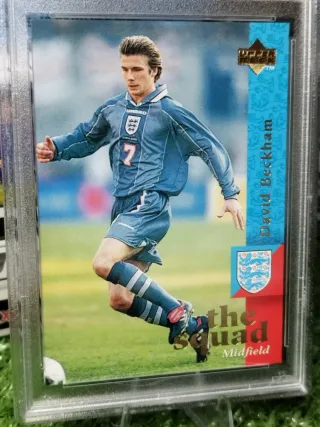 UPPER
DECK
7
David Beckham
the
squad
Midfield